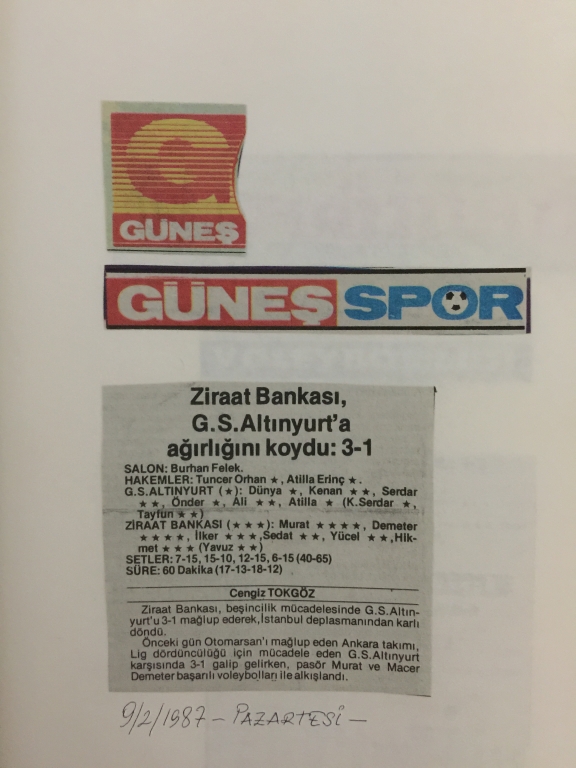 GÜNEŞ
GÜNEŞ SPOR
Ziraat Bankası,
G.S.Altınyurt'a
ağırlığını koydu: 3-1
SALON: Burhan Felek.
HAKEMLER: Tuncer Orhan ★, Atilla Erinç ★.
G.S.ALTINYURT (★): Dünya ★, Kenan ★★, Serdar
★★, Önder ★, Ali ★★, Atilla ★ (K.Serdar ★,
Tayfun ★★)
ZİRAAT BANKASI (★★★): Murat ★★★★, Demeter
★★★★, İlker ★★★,Sedat ★★, Yücel ★★,Hik-
met ★★★ (Yavuz ★★)
SETLER: 7-15, 15-10, 12-15, 6-15 (40-65)
SÜRE: 60 Dakika (17-13-18-12)
Cengiz TOKGÖZ
Ziraat Bankası, beşincilik mücadelesinde G.S.Altın-
yurt'u 3-1 mağlup ederek,İstanbul deplasmanından karlı
döndü.
Önceki gün Otomarsan'ı mağlup eden Ankara takımı,
Lig dördüncülüğü için mücadele eden G.S.Altınyurt
karşısında 3-1 galip gelirken, pasör Murat ve Macer
Demeter başarılı voleybolları ile alkışlandı.
9/2/1987 - PAZARTESİ -